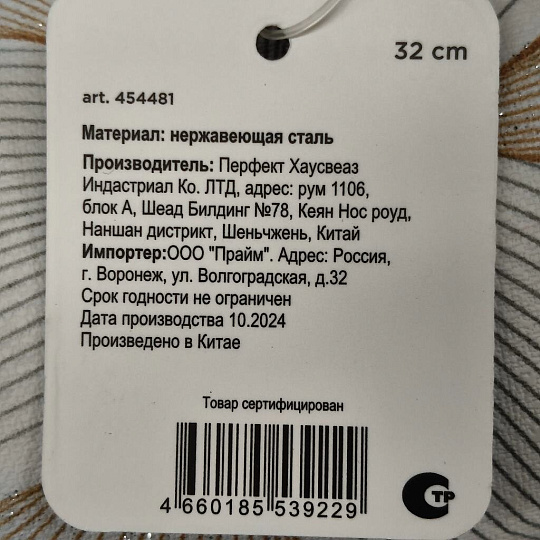 32 cm
art. 454481
Материал: нержавеющая сталь
Производитель: Перфект Хаусвеаз
Индастриал Ко. ЛТД, адрес: рум 1106,
блок А, Шеад Билдинг №78, Кеян Нос роуд,
Наншан дистрикт, Шеньчжень, Китай
Импортер:ООО "Прайм". Адрес: Россия,
г. Воронеж, ул. Волгоградская, д.32
Срок годности не ограничен
Дата производства 10.2024
Произведено в Китае
Товар сертифицирован
4 660185 539229
СТР